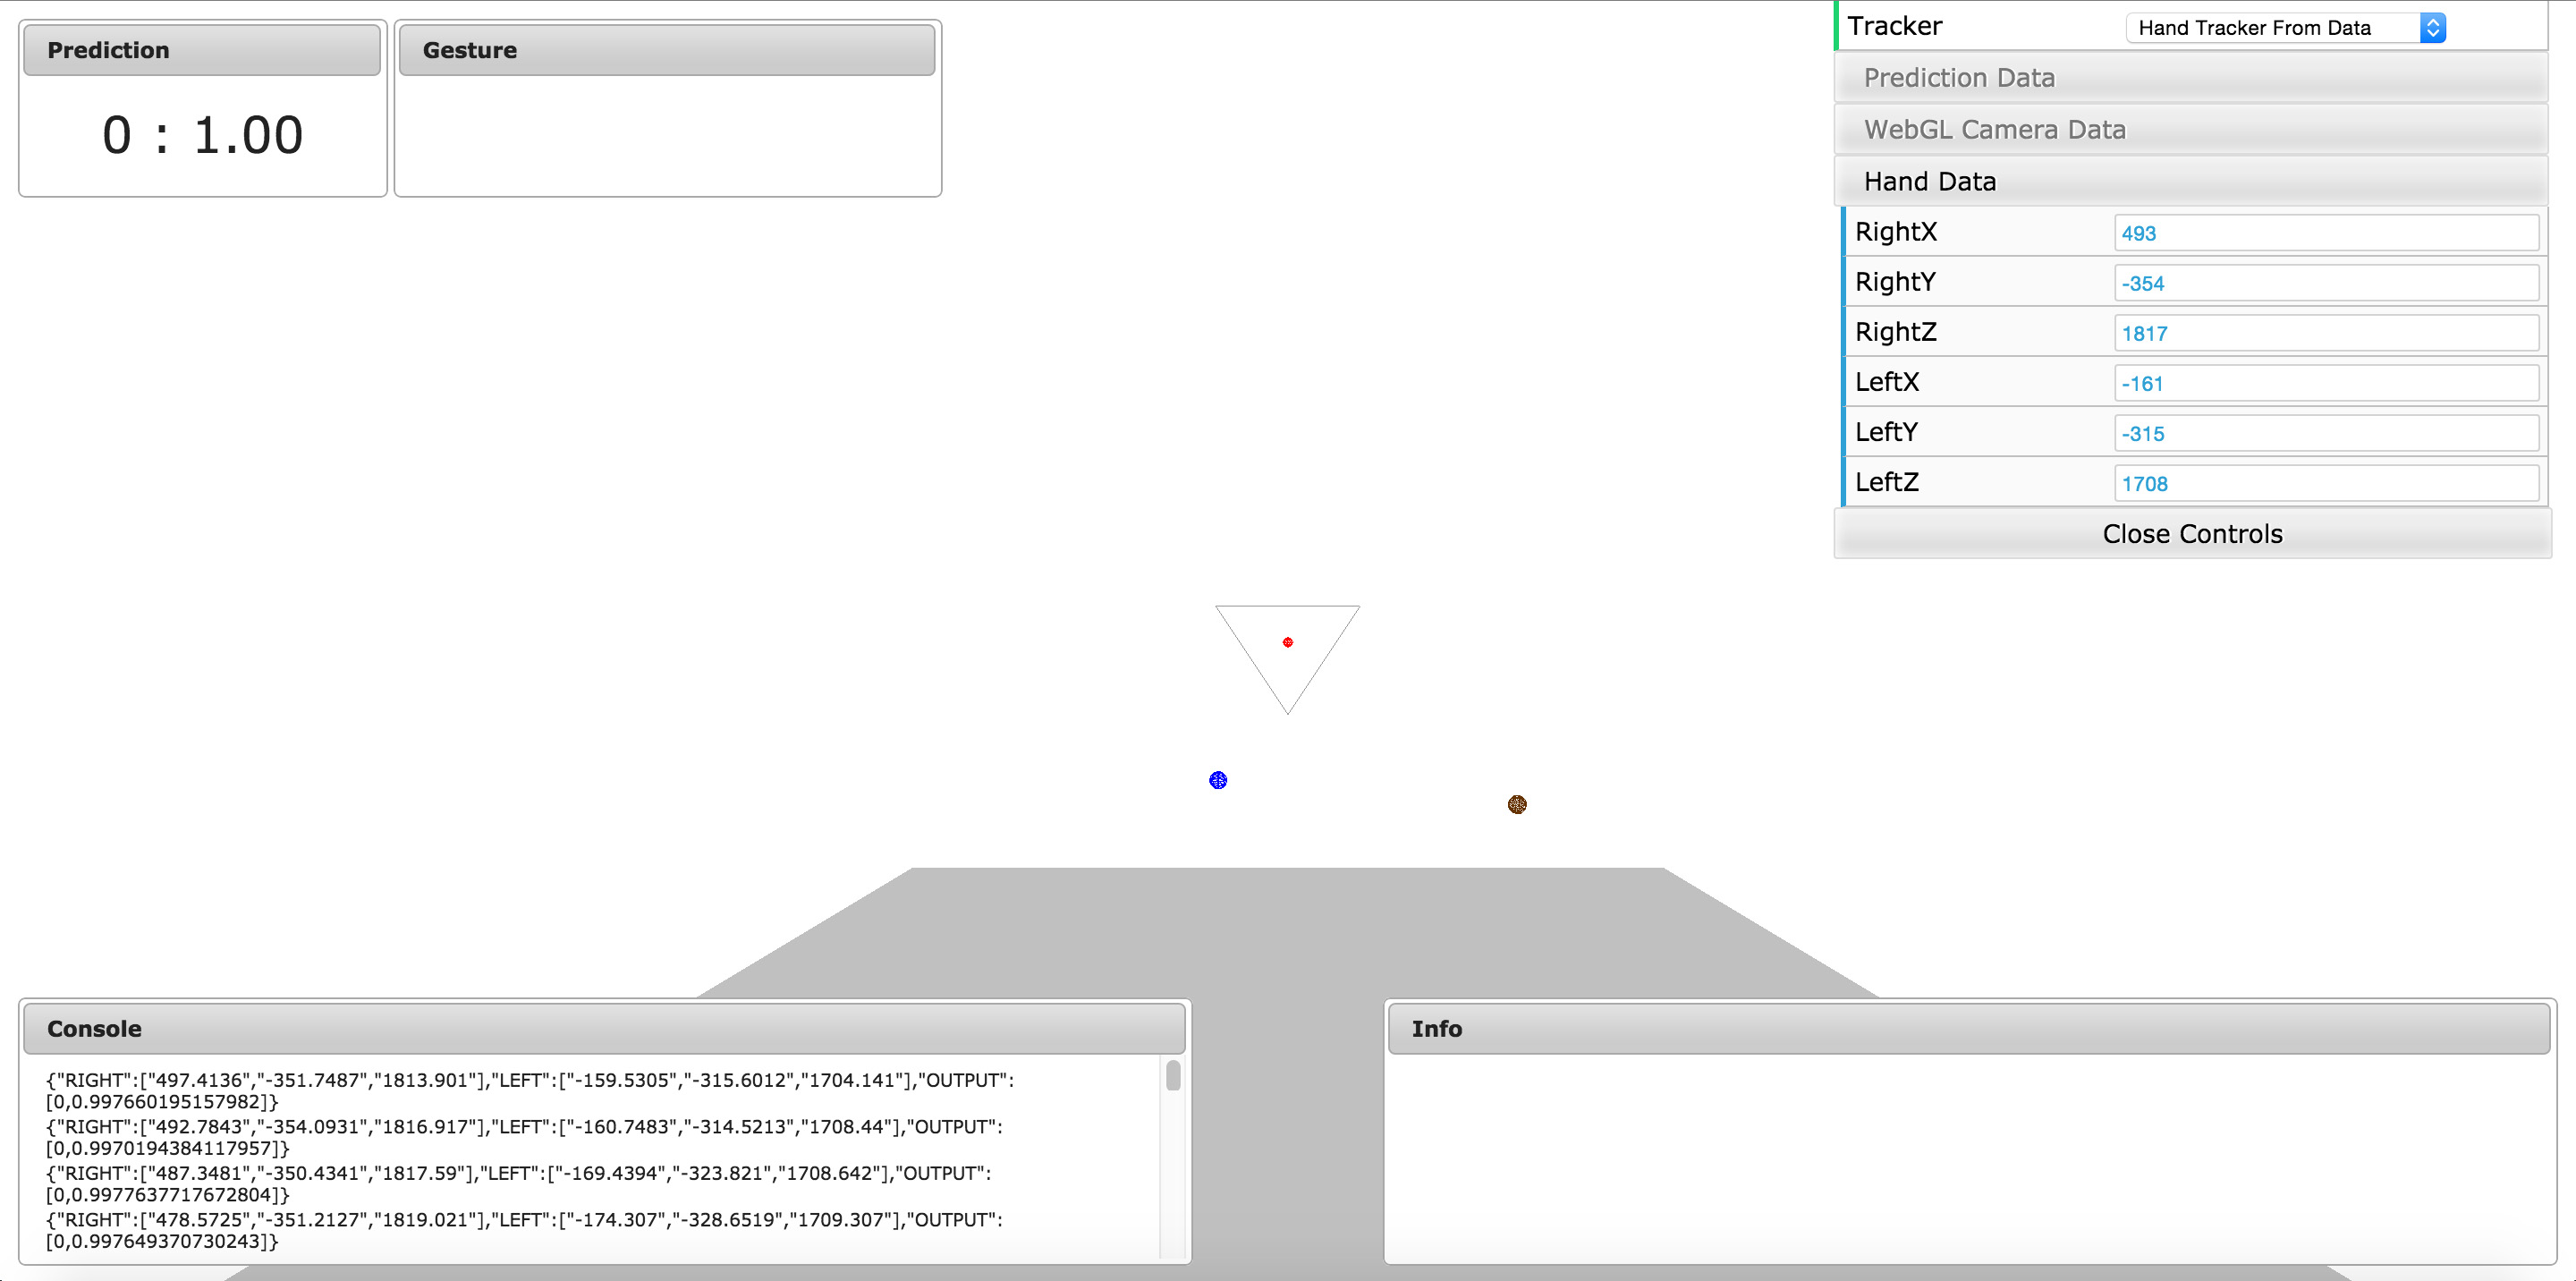 Prediction
0 : 1.00
Gesture
Tracker
Hand Tracker From Data
Prediction Data
WebGL Camera Data
Hand Data
RightX
493
RightY
-354
RightZ
1817
LeftX
-161
LeftY
-315
LeftZ
1708
Close Controls
Console
{"RIGHT":["497.4136","-351.7487","1813.901"],"LEFT":["-159.5305","-315.6012","1704.141"],"OUTPUT":
[0,0.997660195157982]}
{"RIGHT":["492.7843","-354.0931","1816.917"],"LEFT":["-160.7483","-314.5213","1708.44"],"OUTPUT":
[0,0.9970194384117957]}
{"RIGHT":["487.3481","-350.4341","1817.59"],"LEFT":["-169.4394","-323.821","1708.642"],"OUTPUT":
[0,0.9977637717672804]}
{"RIGHT":["478.5725","-351.2127","1819.021"],"LEFT":["-174.307","-328.6519","1709.307"],"OUTPUT":
[0,0.997649370730243]}
Info